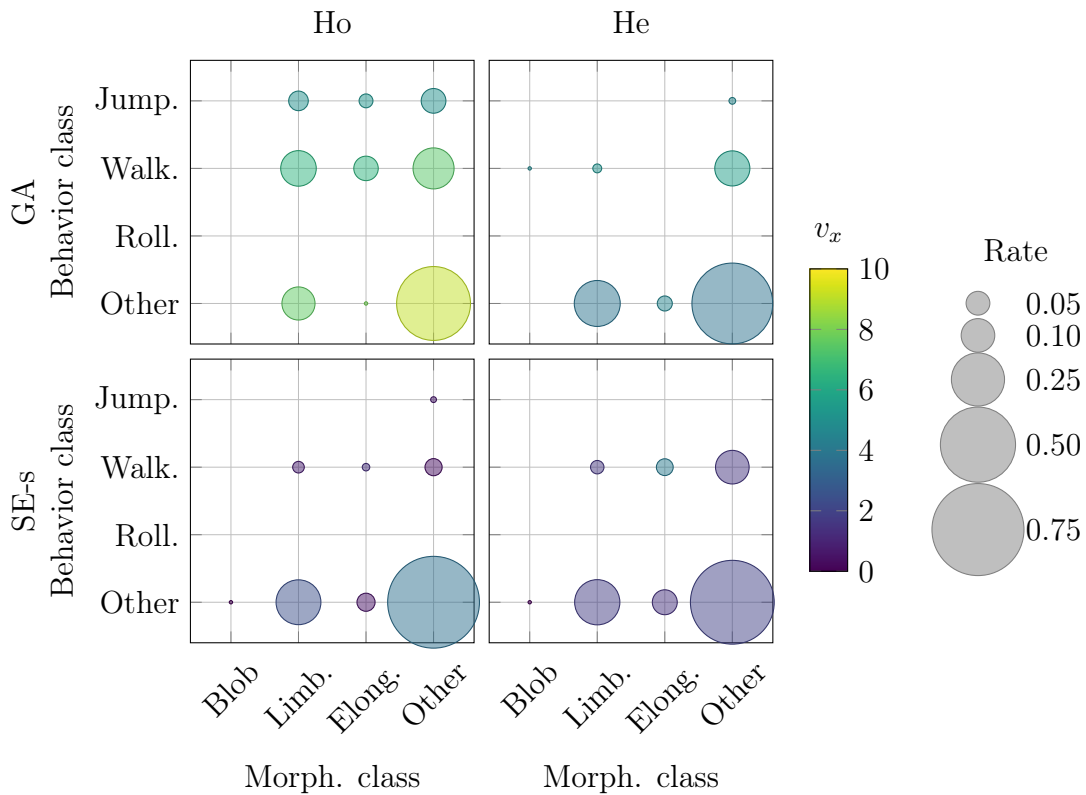 Ho
He
GA
Behavior class
Jump.
Walk.
Roll.
Other
SE-s
Behavior class
Jump.
Walk.
Roll.
Other
Blob
Limb.
Elong.
Other
Blob
Limb.
Elong.
Other
Morph. class
Morph. class
v_x
10
8
6
4
2
0
Rate
0.05
0.10
0.25
0.50
0.75